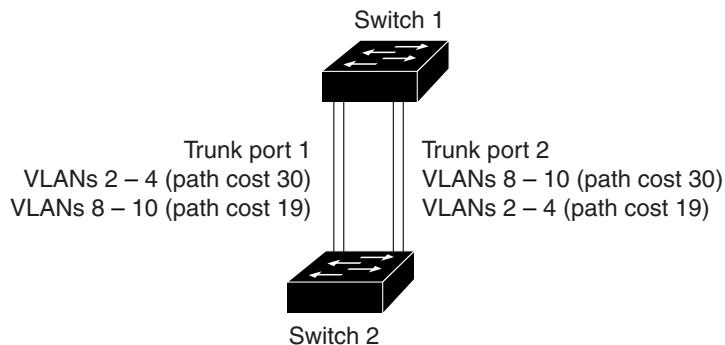 Switch 1
Trunk port 1
VLANs 2 – 4 (path cost 30)
VLANs 8 – 10 (path cost 19)
Trunk port 2
VLANs 8 – 10 (path cost 30)
VLANs 2 – 4 (path cost 19)
Switch 2